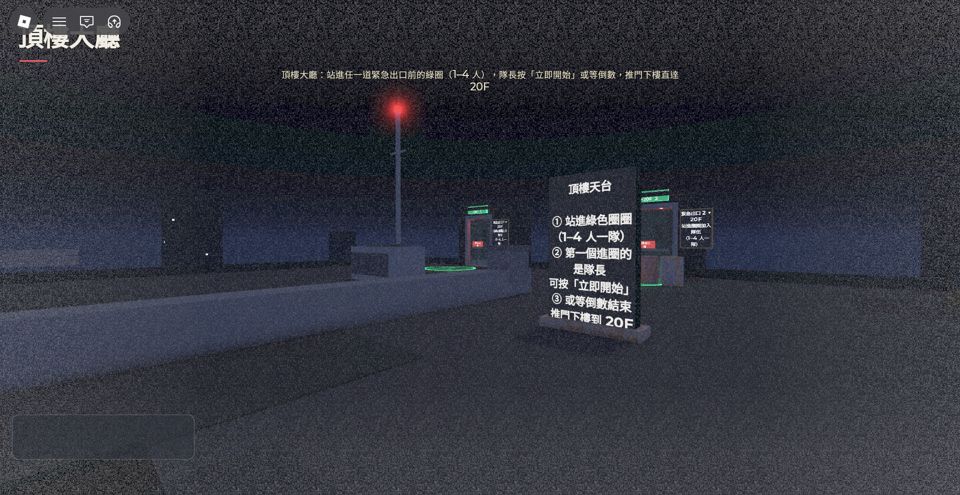 頂樓大廳
頂樓大廳：站進任一道緊急出口前的綠圈（1–4 人），隊長按「立即開始」或等倒數，推門下樓直達
20F
頂樓天台
① 站進綠色圈圈
（1–4 人一隊）
② 第一個進圈的
是隊長
可按「立即開始」
③ 或等倒數結束
推門下樓到 20F
緊急出口 2
20F